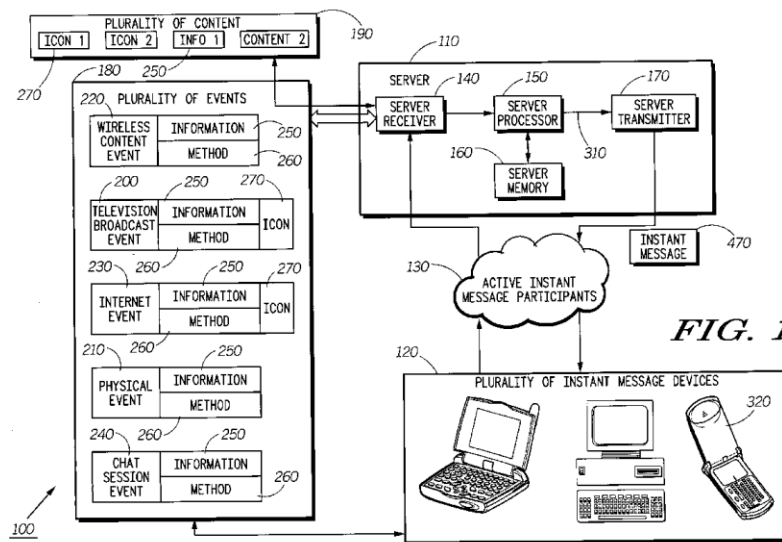 PLURALITY OF CONTENT
190
ICON 1 ICON 2 INFO 1 CONTENT 2
270
250
180
PLURALITY OF EVENTS
220
WIRELESS
CONTENT
EVENT
INFORMATION
METHOD
250
260
200
250
270
TELEVISION
BROADCAST
EVENT
INFORMATION
METHOD
ICON
260
230
250
270
INTERNET
EVENT
INFORMATION
METHOD
ICON
260
210
250
PHYSICAL
EVENT
INFORMATION
METHOD
260
240
250
CHAT
SESSION
EVENT
INFORMATION
METHOD
260
100
110
SERVER
140
150
170
SERVER
RECEIVER
SERVER
PROCESSOR
SERVER
TRANSMITTER
310
160
SERVER
MEMORY
INSTANT
MESSAGE
470
130
ACTIVE INSTANT
MESSAGE PARTICIPANTS
FIG. 1
120
PLURALITY OF INSTANT MESSAGE DEVICES
320